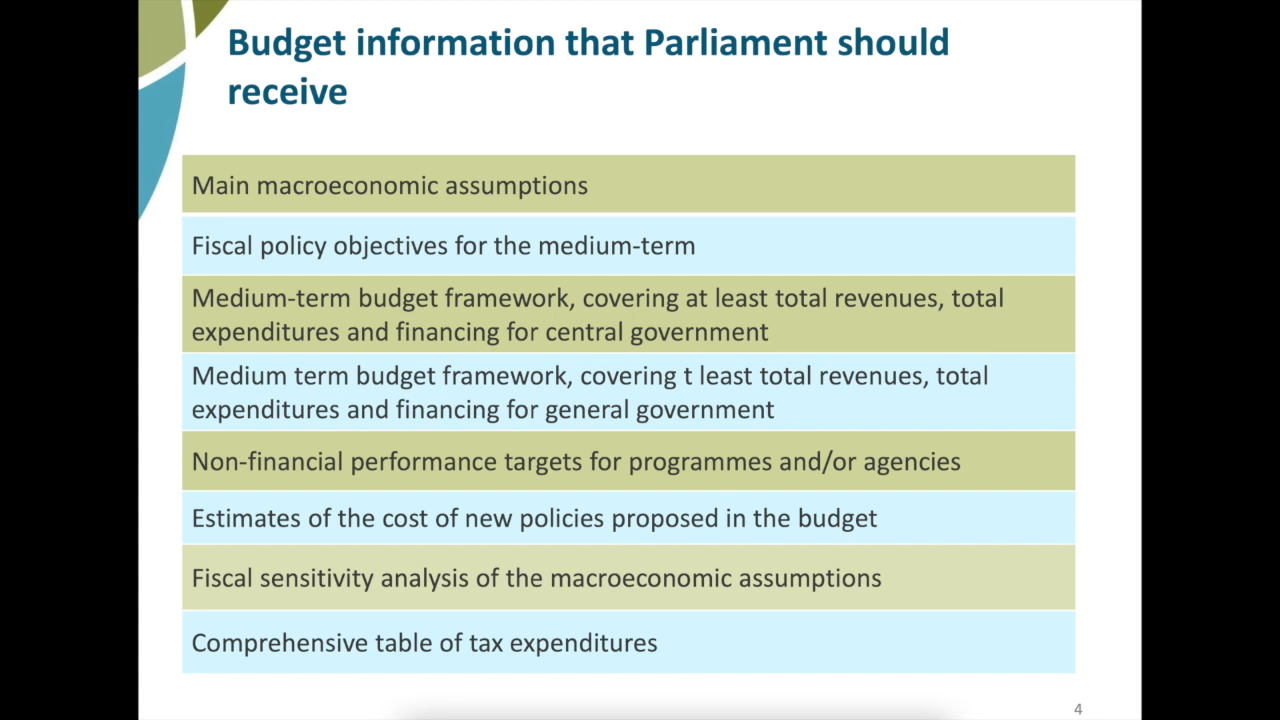 Budget information that Parliament should
receive
Main macroeconomic assumptions
Fiscal policy objectives for the medium-term
Medium-term budget framework, covering at least total revenues, total
expenditures and financing for central government
Medium term budget framework, covering t least total revenues, total
expenditures and financing for general government
Non-financial performance targets for programmes and/or agencies
Estimates of the cost of new policies proposed in the budget
Fiscal sensitivity analysis of the macroeconomic assumptions
Comprehensive table of tax expenditures
4